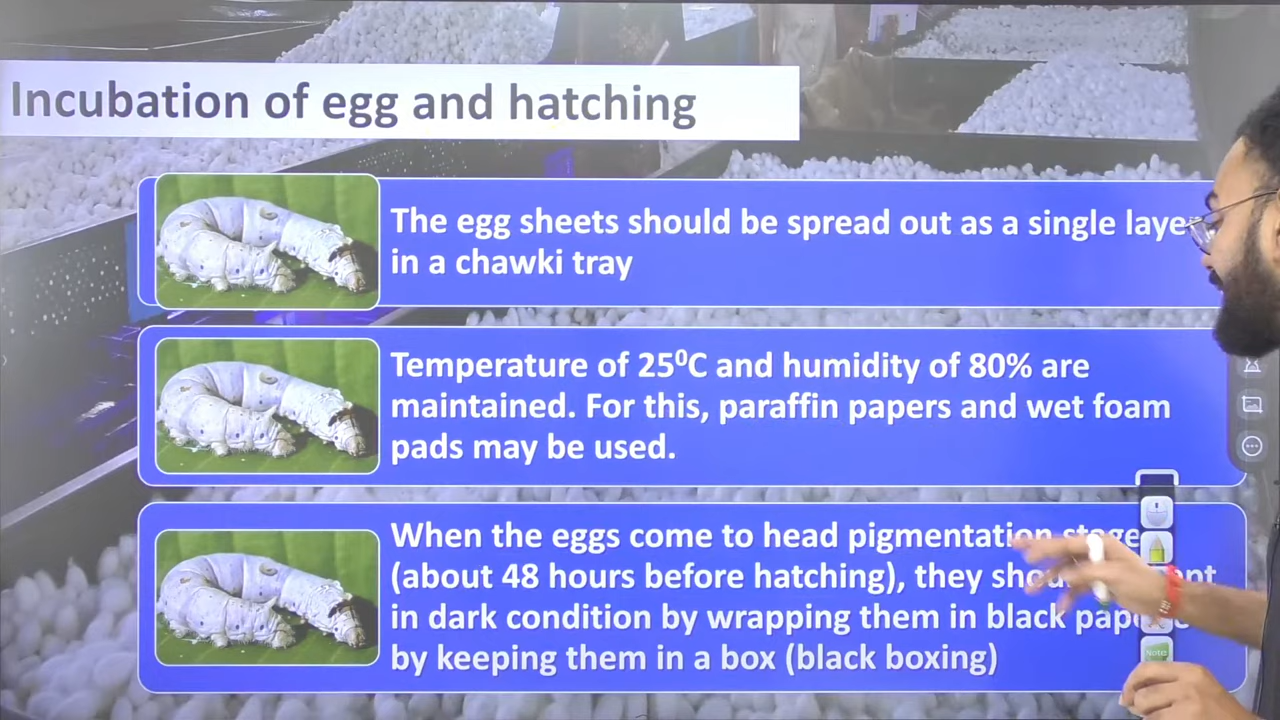 Incubation of egg and hatching
The egg sheets should be spread out as a single
in a chawki tray
Temperature of 25⁰C and humidity of 80% are
maintained. For this, paraffin papers and wet foam
pads may be used.
When the eggs come to head pigmentation stage
(about 48 hours before hatching), they
in dark condition by wrapping them in black
by keeping them in a box (black boxing)
Notes